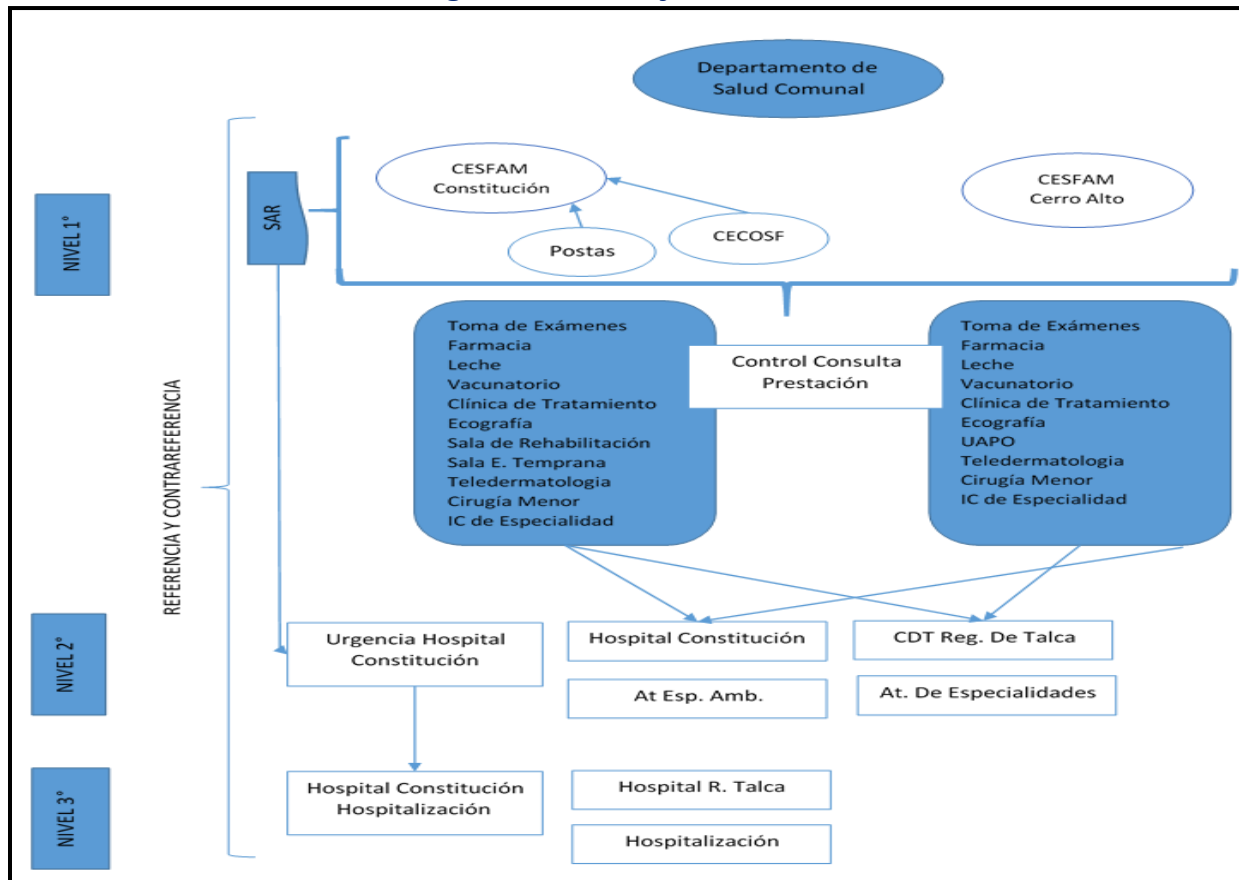 Departamento de
Salud Comunal
CESFAM
Constitución
CESFAM
Cerro Alto
SAR
NIVEL 1°
Postas
CECOSF
Toma de Exámenes
Farmacia
Leche
Vacunatorio
Clínica de Tratamiento
Ecografía
Sala de Rehabilitación
Sala E. Temprana
Teledermatologia
Cirugía Menor
IC de Especialidad
Control Consulta
Prestación
Toma de Exámenes
Farmacia
Leche
Vacunatorio
Clínica de Tratamiento
Ecografía
UAPO
Teledermatologia
Cirugía Menor
IC de Especialidad
REFERENCIA Y CONTRAREFERENCIA
NIVEL 2°
Urgencia Hospital
Constitución
Hospital Constitución
CDT Reg. De Talca
At Esp. Amb.
At. De Especialidades
NIVEL 3°
Hospital Constitución
Hospitalización
Hospital R. Talca
Hospitalización